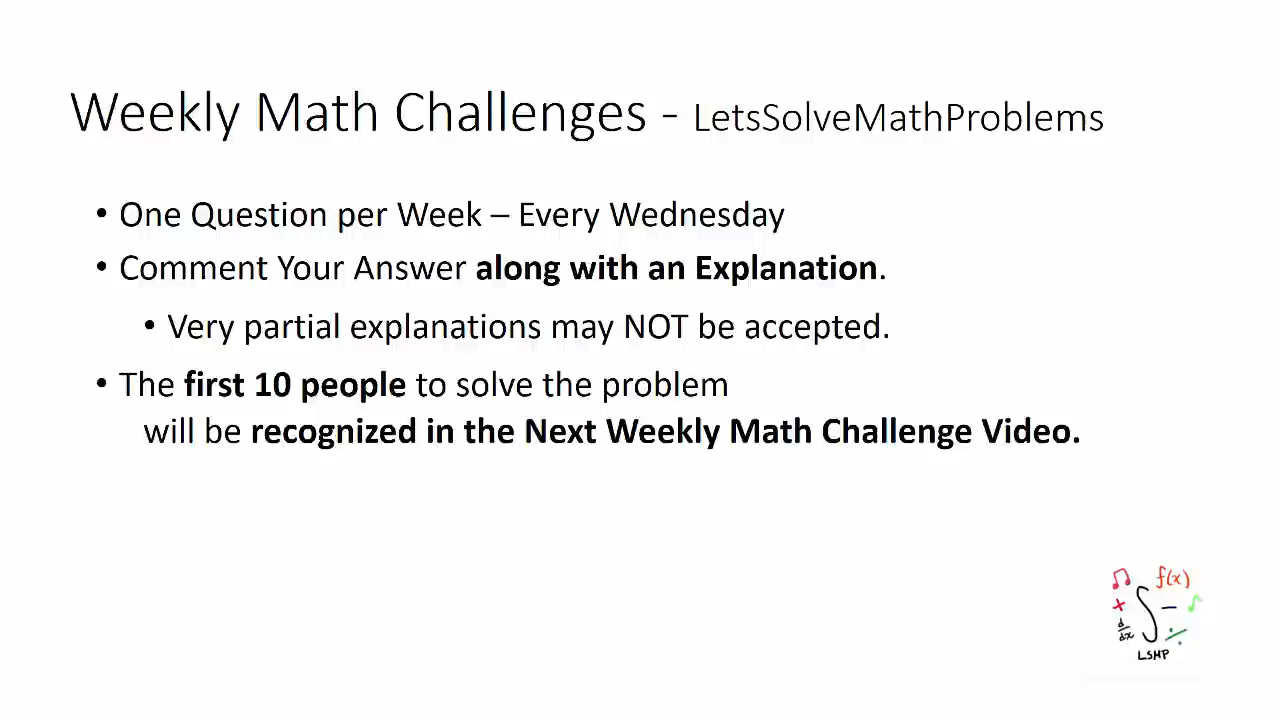 Weekly Math Challenges - LetsSolveMathProblems
• One Question per Week – Every Wednesday
• Comment Your Answer along with an Explanation.
• Very partial explanations may NOT be accepted.
• The first 10 people to solve the problem
will be recognized in the Next Weekly Math Challenge Video.
f(x)
+ ∫ −
d/dx ÷
LSMP